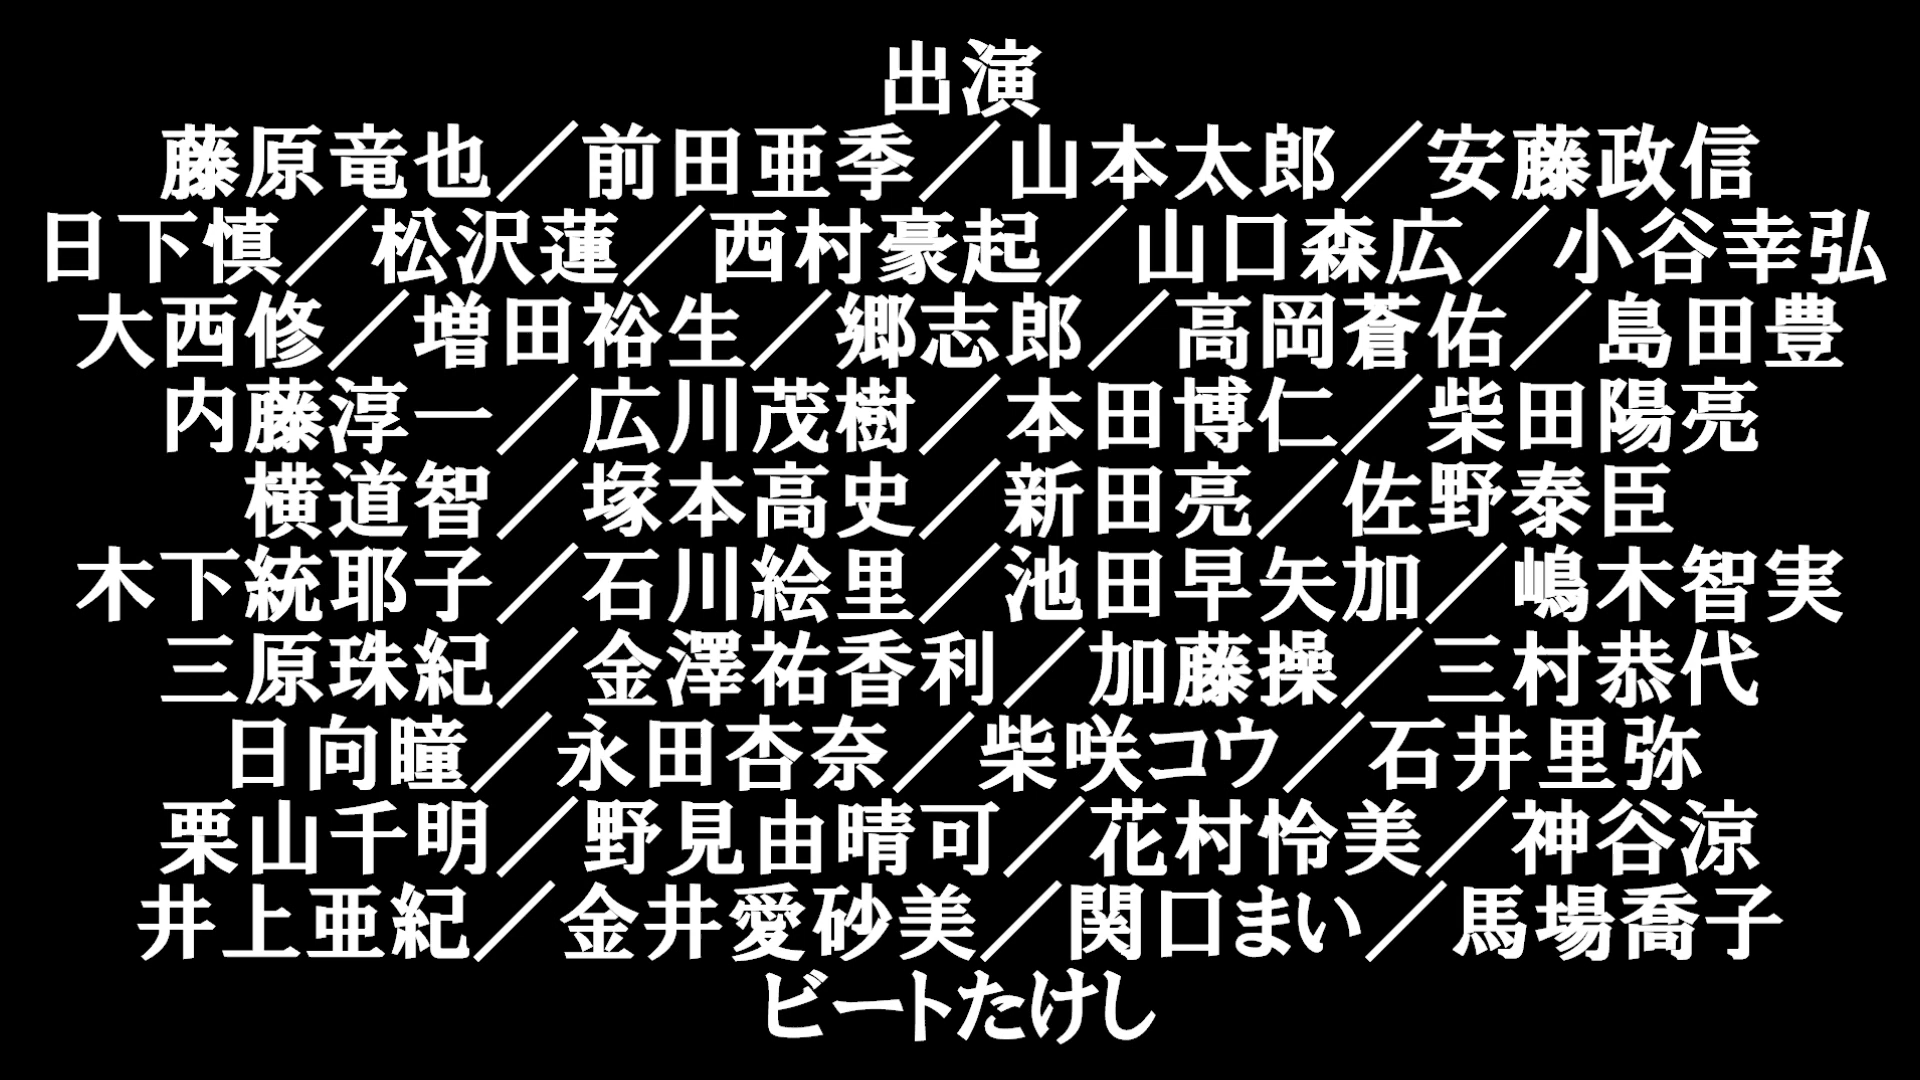 出演
藤原竜也／前田亜季／山本太郎／安藤政信
日下慎／松沢蓮／西村豪起／山口森広／小谷幸弘
大西修／増田裕生／郷志郎／高岡蒼佑／島田豊
内藤淳一／広川茂樹／本田博仁／柴田陽亮
横道智／塚本高史／新田亮／佐野泰臣
木下統耶子／石川絵里／池田早矢加／嶋木智実
三原珠紀／金澤祐香利／加藤操／三村恭代
日向瞳／永田杏奈／柴咲コウ／石井里弥
栗山千明／野見由晴可／花村怜美／神谷涼
井上亜紀／金井愛砂美／関口まい／馬場喬子
ビートたけし